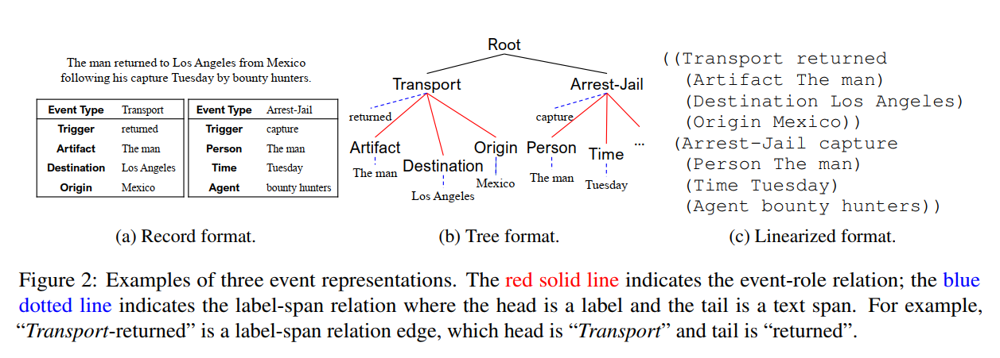 The man returned to Los Angeles from Mexico
following his capture Tuesday by bounty hunters.
Event Type Transport
Trigger returned
Artifact The man
Destination Los Angeles
Origin Mexico
Event Type Arrest-Jail
Trigger capture
Person The man
Time Tuesday
Agent bounty hunters
(a) Record format.
Root
Transport Arrest-Jail
returned capture
Artifact Destination Origin Person Time ...
The man Los Angeles Mexico The man Tuesday
(b) Tree format.
((Transport returned
(Artifact The man)
(Destination Los Angeles)
(Origin Mexico))
(Arrest-Jail capture
(Person The man)
(Time Tuesday)
(Agent bounty hunters))
(c) Linearized format.
Figure 2: Examples of three event representations. The red solid line indicates the event-role relation; the blue
dotted line indicates the label-span relation where the head is a label and the tail is a text span. For example,
“Transport-returned” is a label-span relation edge, which head is “Transport” and tail is “returned”.